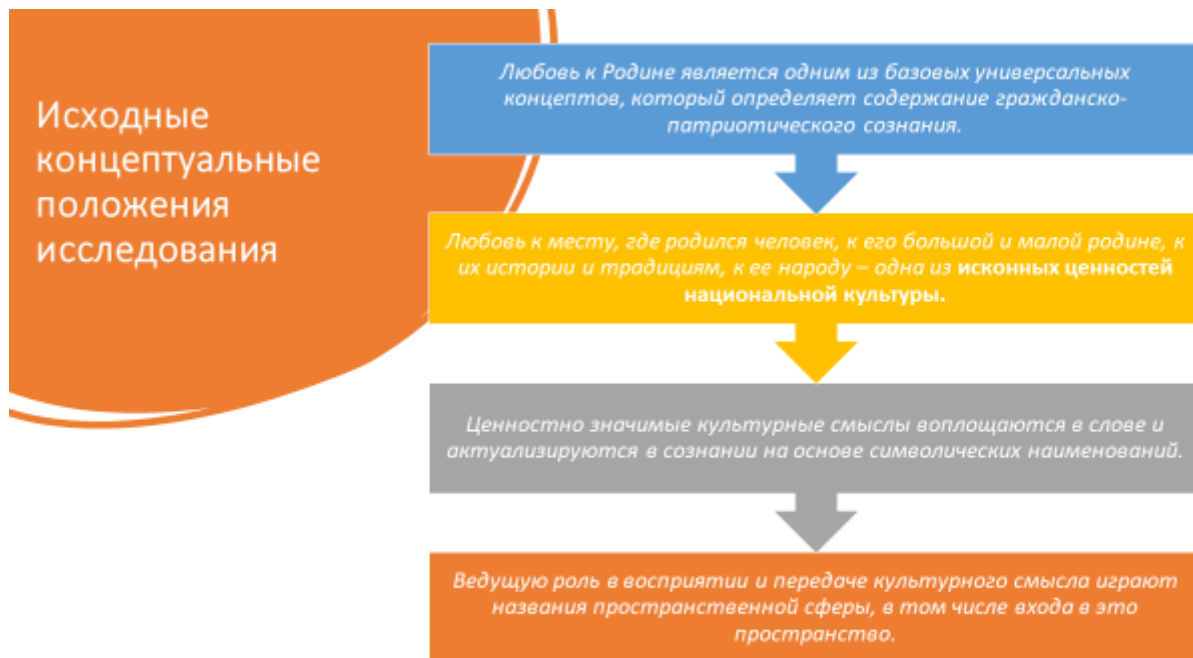 Исходные
концептуальные
положения
исследования
Любовь к Родине является одним из базовых универсальных
концептов, который определяет содержание гражданско-
патриотического сознания.
Любовь к месту, где родился человек, к его большой и малой родине, к
их истории и традициям, к ее народу – одна из исконных ценностей
национальной культуры.
Ценностно значимые культурные смыслы воплощаются в слове и
актуализируются в сознании на основе символических наименований.
Ведущую роль в восприятии и передаче культурного смысла играют
названия пространственной сферы, в том числе входа в это
пространство.